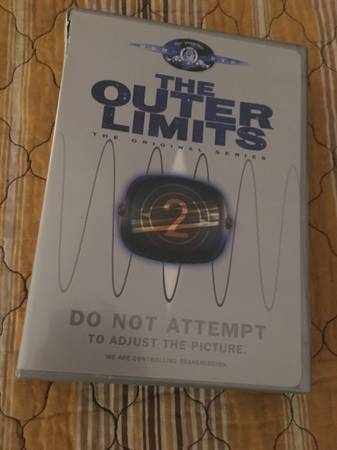 THE
OUTER
LIMITS
THE ORIGINAL SERIES
2
DO NOT ATTEMPT
TO ADJUST THE PICTURE.
WE ARE CONTROLLING TRANSMISSION.